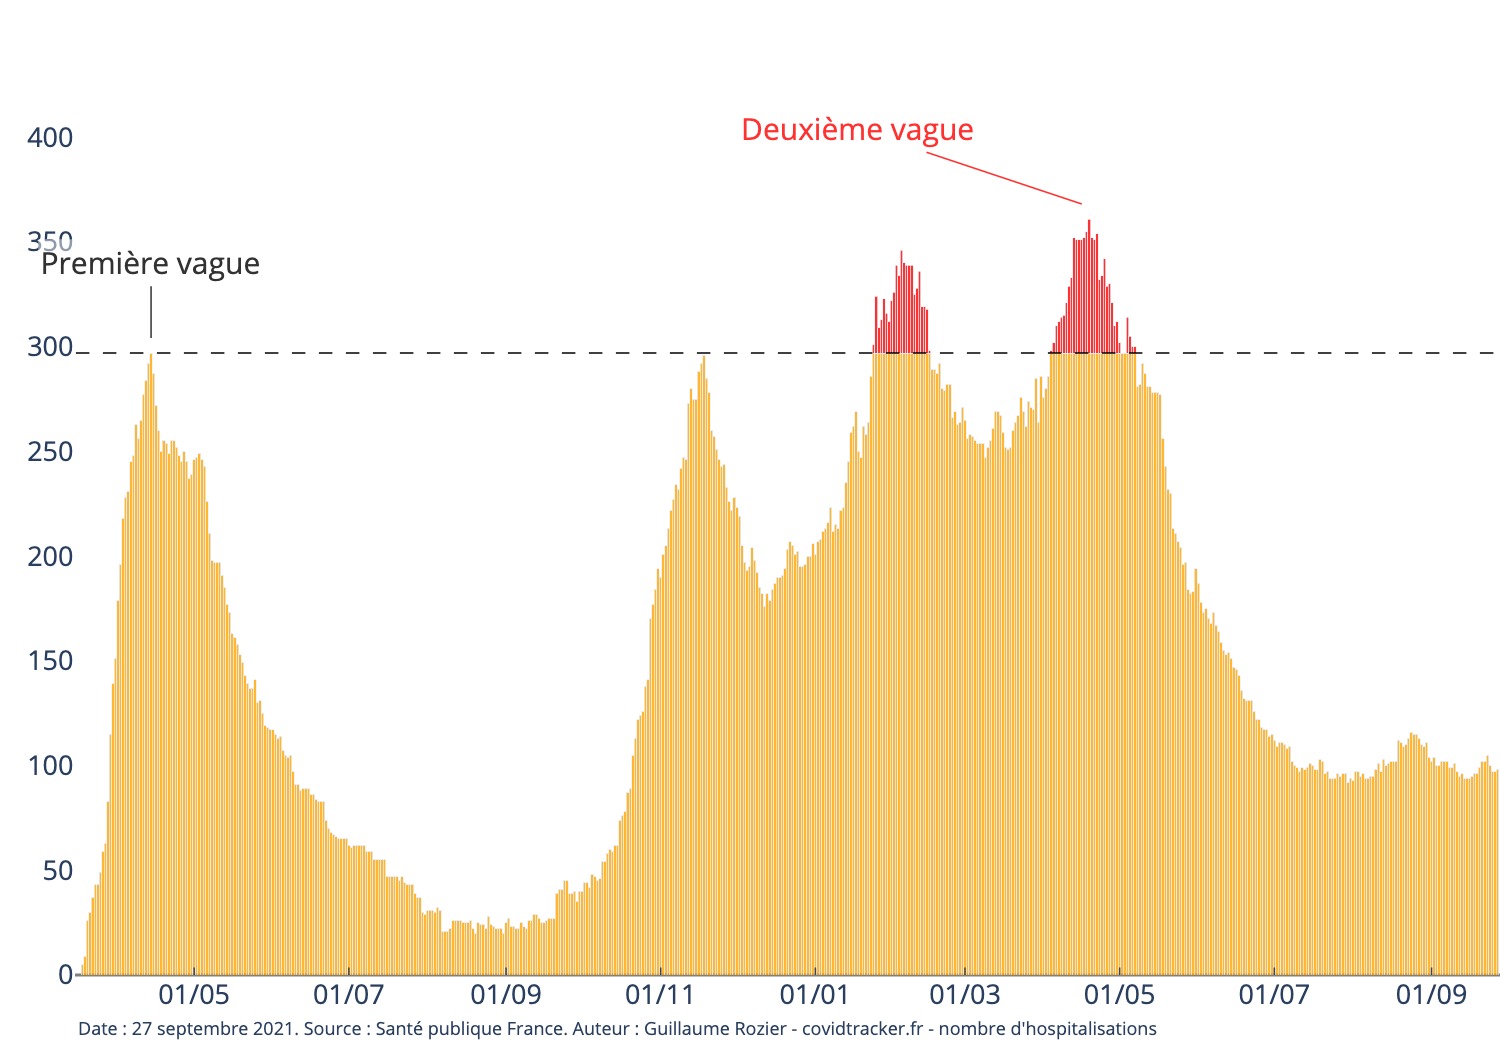 400
Deuxième vague
350
Première vague
300
250
200
150
100
50
0
01/05 01/07 01/09 01/11 01/01 01/03 01/05 01/07 01/09
Date : 27 septembre 2021. Source : Santé publique France. Auteur : Guillaume Rozier - covidtracker.fr - nombre d'hospitalisations